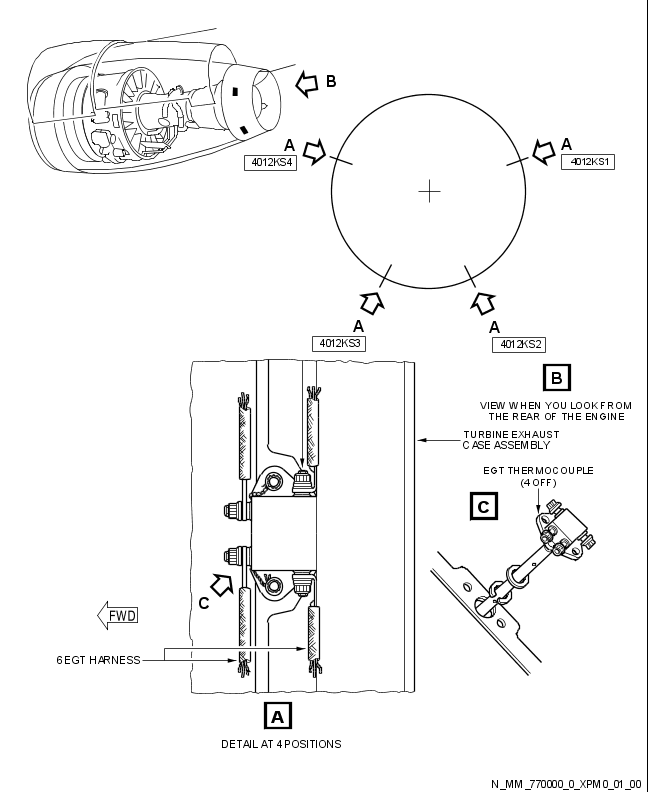 B
A
4012KS4
A
4012KS1
A
4012KS3
A
4012KS2
B
VIEW WHEN YOU LOOK FROM
THE REAR OF THE ENGINE
TURBINE EXHAUST
CASE ASSEMBLY
EGT THERMOCOUPLE
(4 OFF)
C
C
FWD
6 EGT HARNESS
A
DETAIL AT 4 POSITIONS
N_MM_770000_0_XPM0_01_00